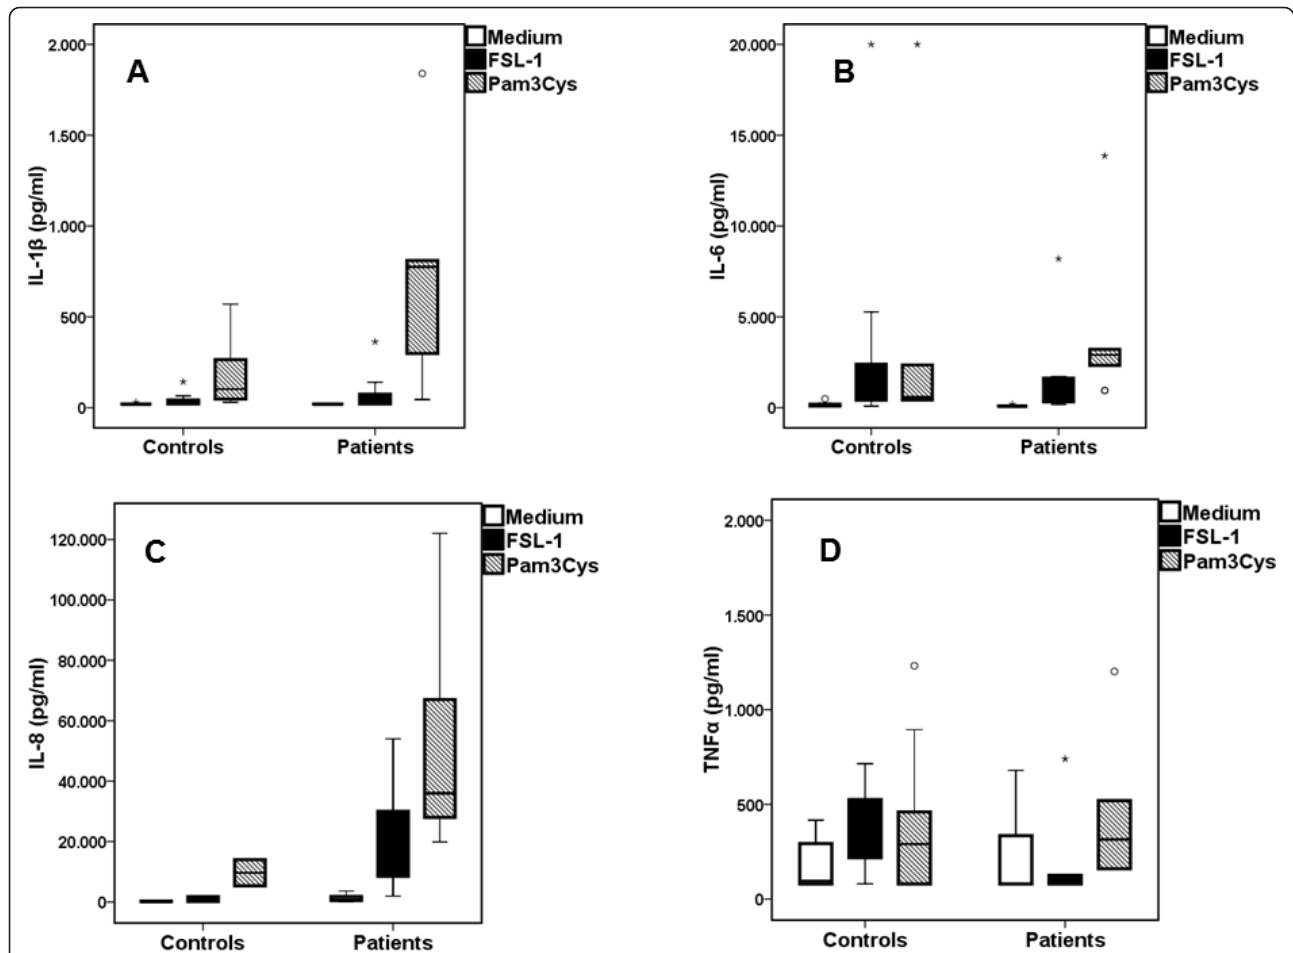 A
2.000
1.500
1.000
500
0
IL-1β (pg/ml)
Controls
Patients
Medium
FSL-1
Pam3Cys
B
20.000
15.000
10.000
5.000
0
IL-6 (pg/ml)
Controls
Patients
Medium
FSL-1
Pam3Cys
C
120.000
100.000
80.000
60.000
40.000
20.000
0
IL-8 (pg/ml)
Controls
Patients
Medium
FSL-1
Pam3Cys
D
2.000
1.500
1.000
500
0
TNFα (pg/ml)
Controls
Patients
Medium
FSL-1
Pam3Cys